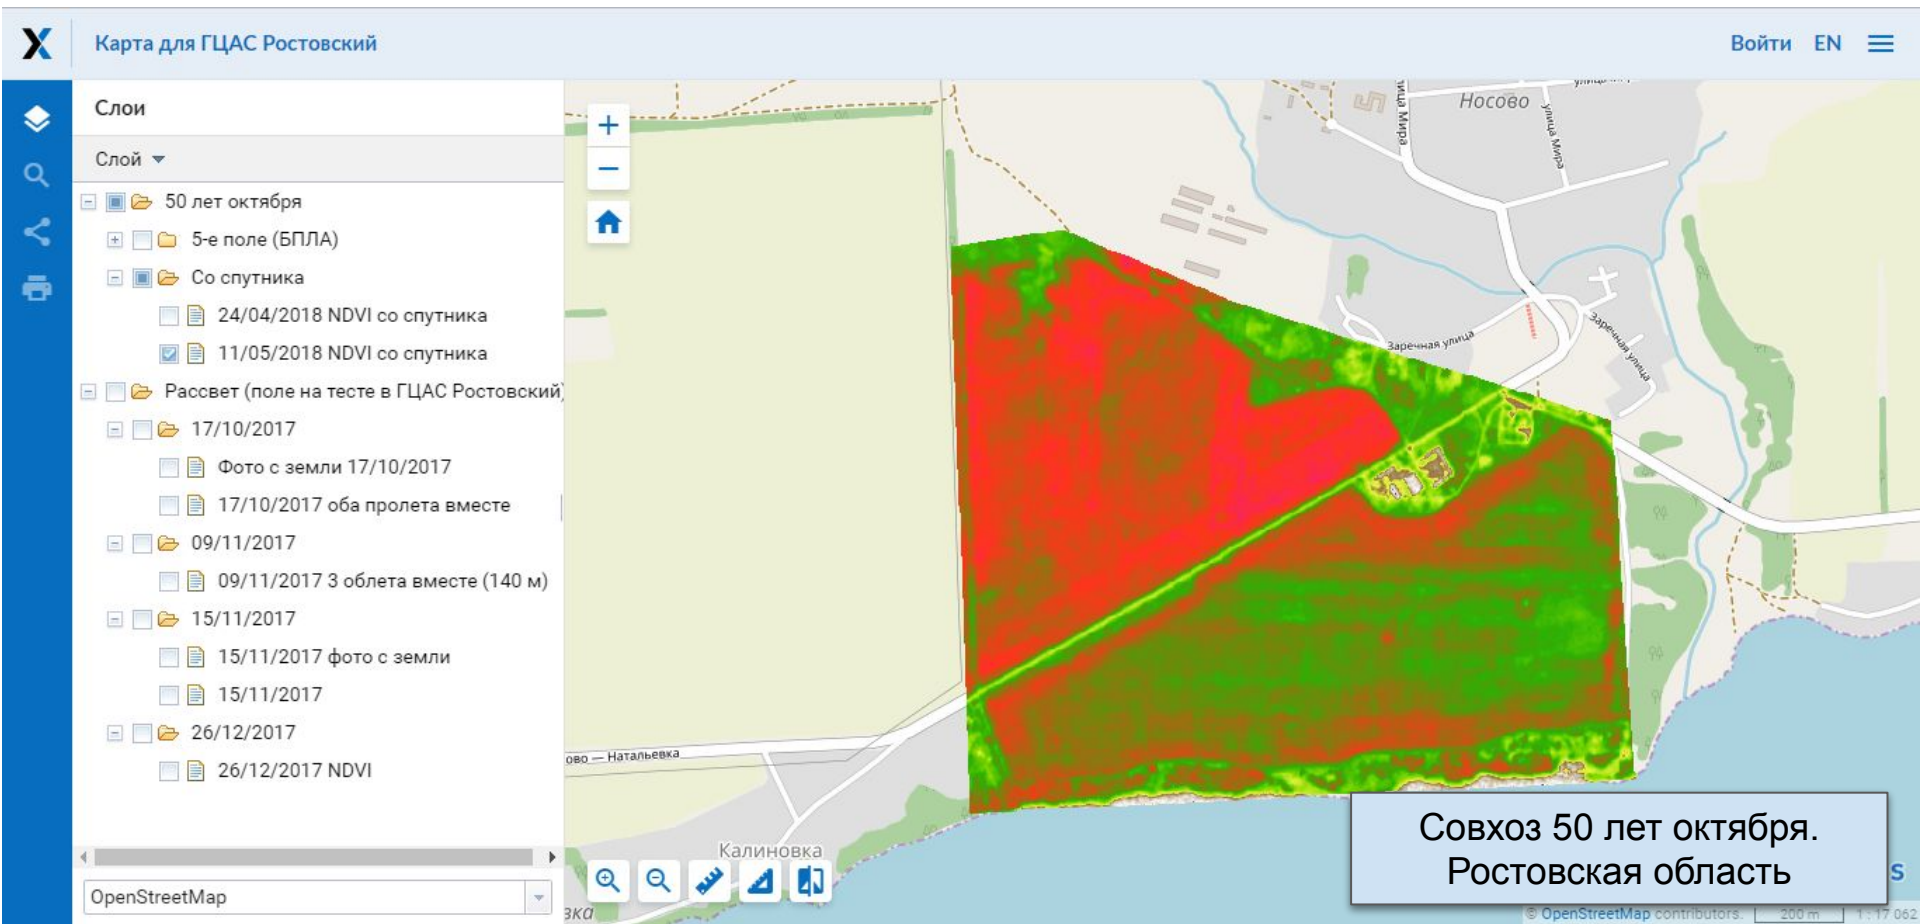 Карта для ГЦАС Ростовский
Войти EN
Слои
Слой
50 лет октября
5-е поле (БПЛА)
Со спутника
24/04/2018 NDVI со спутника
11/05/2018 NDVI со спутника
Рассвет (поле на тесте в ГЦАС Ростовский)
17/10/2017
Фото с земли 17/10/2017
17/10/2017 оба пролета вместе
09/11/2017
09/11/2017 3 облета вместе (140 м)
15/11/2017
15/11/2017 фото с земли
15/11/2017
26/12/2017
26/12/2017 NDVI
OpenStreetMap
Носово
улица Мира
улица Мира
Заречная улица
Заречная улица
ово — Натальевка
Калиновка
вка
Совхоз 50 лет октября.
Ростовская область
s
© OpenStreetMap contributors. 200 m 1 : 17 062